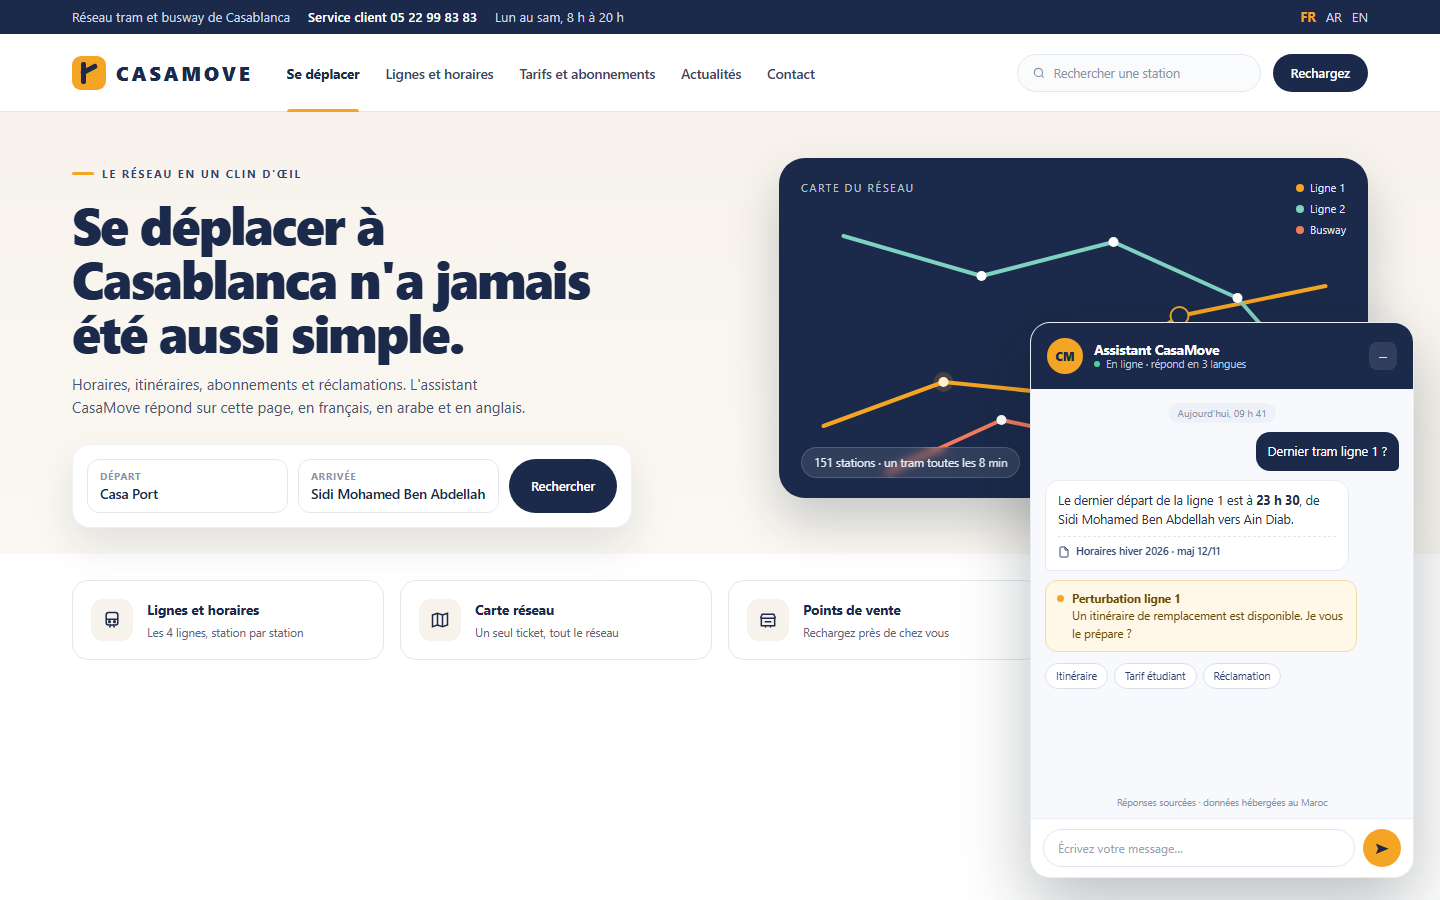 Réseau tram et busway de Casablanca
Service client 05 22 99 83 83
Lun au sam, 8 h à 20 h
FR
AR
EN
CASAMOVE
Se déplacer
Lignes et horaires
Tarifs et abonnements
Actualités
Contact
Rechercher une station
Rechargez
LE RÉSEAU EN UN CLIN D'ŒIL
Se déplacer à
Casablanca n'a jamais
été aussi simple.
Horaires, itinéraires, abonnements et réclamations. L'assistant
CasaMove répond sur cette page, en français, en arabe et en anglais.
DÉPART
Casa Port
ARRIVÉE
Sidi Mohamed Ben Abdellah
Rechercher
CARTE DU RÉSEAU
Ligne 1
Ligne 2
Busway
151 stations · un tram toutes les 8 min
Lignes et horaires
Les 4 lignes, station par station
Carte réseau
Un seul ticket, tout le réseau
Points de vente
Rechargez près de chez vous
CM
Assistant CasaMove
En ligne · répond en 3 langues
Aujourd'hui, 09 h 41
Dernier tram ligne 1 ?
Le dernier départ de la ligne 1 est à 23 h 30, de
Sidi Mohamed Ben Abdellah vers Ain Diab.
Horaires hiver 2026 · maj 12/11
Perturbation ligne 1
Un itinéraire de remplacement est disponible. Je vous
le prépare ?
Itinéraire
Tarif étudiant
Réclamation
Réponses sourcées · données hébergées au Maroc
Écrivez votre message...